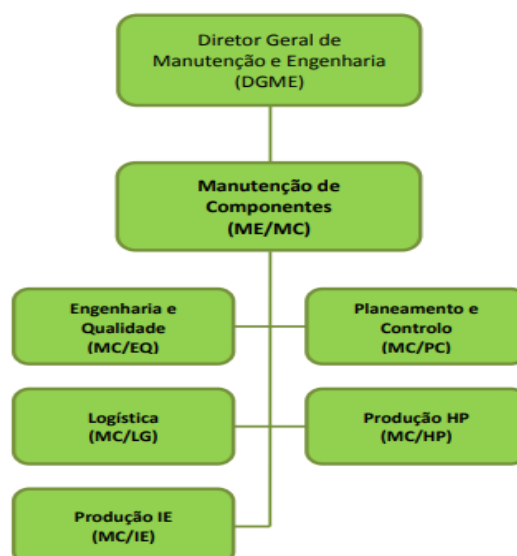 Diretor Geral de
Manutenção e Engenharia
(DGME)
Manutenção de
Componentes
(ME/MC)
Engenharia e
Qualidade
(MC/EQ)
Planeamento e
Controlo
(MC/PC)
Logística
(MC/LG)
Produção HP
(MC/HP)
Produção IE
(MC/IE)